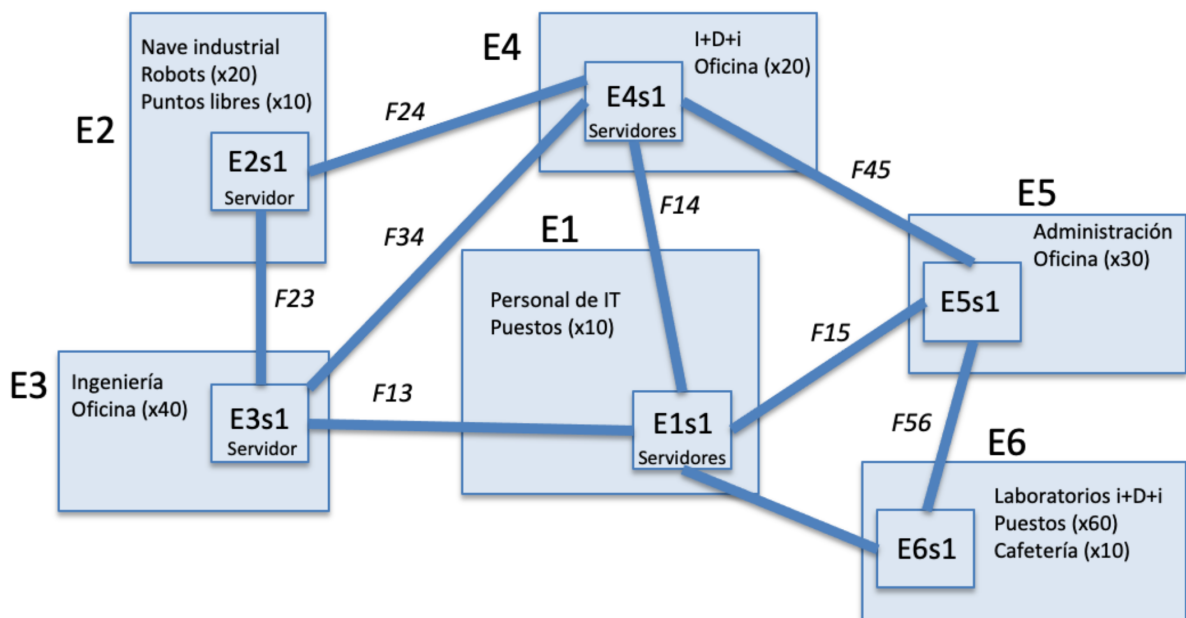 E2
Nave industrial
Robots (x20)
Puntos libres (x10)
E2s1
Servidor
F24
E4
I+D+i
Oficina (x20)
E4s1
Servidores
F45
F14
F34
F23
E1
Personal de IT
Puestos (x10)
E1s1
Servidores
F15
E5
Administración
Oficina (x30)
E5s1
E3
Ingeniería
Oficina (x40)
E3s1
Servidor
F13
F56
E6
Laboratorios i+D+i
Puestos (x60)
Cafetería (x10)
E6s1